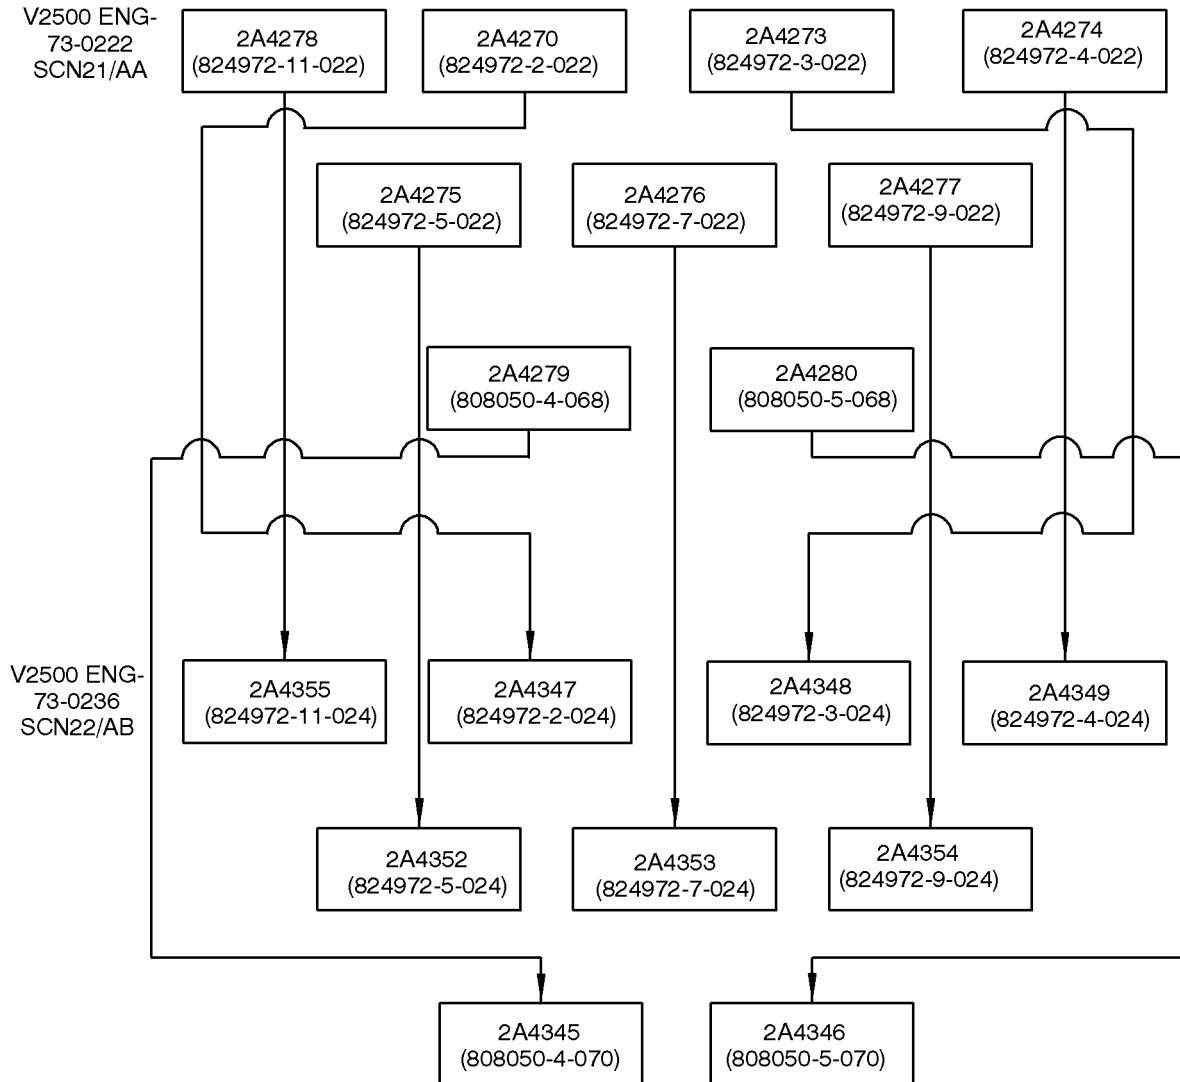 V2500 ENG-
73-0222
SCN21/AA
2A4278
(824972-11-022)
2A4270
(824972-2-022)
2A4273
(824972-3-022)
2A4274
(824972-4-022)
2A4275
(824972-5-022)
2A4276
(824972-7-022)
2A4277
(824972-9-022)
2A4279
(808050-4-068)
2A4280
(808050-5-068)
V2500 ENG-
73-0236
SCN22/AB
2A4355
(824972-11-024)
2A4347
(824972-2-024)
2A4348
(824972-3-024)
2A4349
(824972-4-024)
2A4352
(824972-5-024)
2A4353
(824972-7-024)
2A4354
(824972-9-024)
2A4345
(808050-4-070)
2A4346
(808050-5-070)